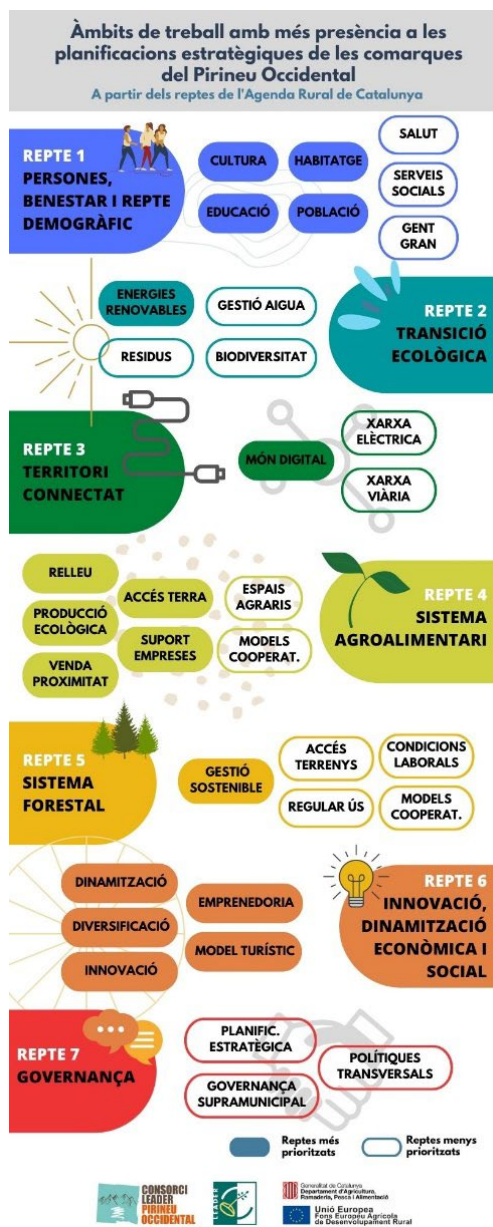 Àmbits de treball amb més presència a les
planificacions estratègiques de les comarques
del Pirineu Occidental
A partir dels reptes de l'Agenda Rural de Catalunya
REPTE 1
PERSONES,
BENESTAR I REPTE
DEMOGRÀFIC
CULTURA
HABITATGE
EDUCACIÓ
POBLACIÓ
SALUT
SERVEIS
SOCIALS
GENT
GRAN
REPTE 2
TRANSICIÓ
ECOLÒGICA
ENERGIES
RENOVABLES
GESTIÓ AIGUA
RESIDUS
BIODIVERSITAT
REPTE 3
TERRITORI
CONNECTAT
MÓN DIGITAL
XARXA
ELÈCTRICA
XARXA
VIÀRIA
REPTE 4
SISTEMA
AGROALIMENTARI
RELLEU
PRODUCCIÓ
ECOLÒGICA
VENDA
PROXIMITAT
ACCÉS TERRA
SUPORT
EMPRESES
ESPAIS
AGRARIS
MODELS
COOPERAT.
REPTE 5
SISTEMA
FORESTAL
GESTIÓ
SOSTENIBLE
ACCÉS
TERRENYS
REGULAR ÚS
CONDICIONS
LABORALS
MODELS
COOPERAT.
REPTE 6
INNOVACIÓ,
DINAMITZACIÓ
ECONÒMICA I
SOCIAL
DINAMITZACIÓ
DIVERSIFICACIÓ
INNOVACIÓ
EMPRENEDORIA
MODEL TURÍSTIC
REPTE 7
GOVERNANÇA
PLANIFIC.
ESTRATÈGICA
GOVERNANÇA
SUPRAMUNICIPAL
POLÍTIQUES
TRANSVERSALS
Reptes més
prioritzats
Reptes menys
prioritzats
CONSORCI
LEADER
PIRINEU
OCCIDENTAL
LEADER
Generalitat de Catalunya
Departament d'Agricultura,
Ramaderia, Pesca i Alimentació
Unió Europea
Fons Europeu Agrícola
de Desenvolupament Rural